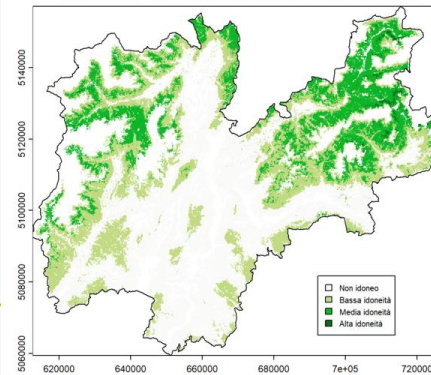 5140000
5120000
5100000
5080000
5060000
Non idoneo
Bassa idoneità
Media idoneità
Alta idoneità
620000 640000 660000 680000 7e+05 720000